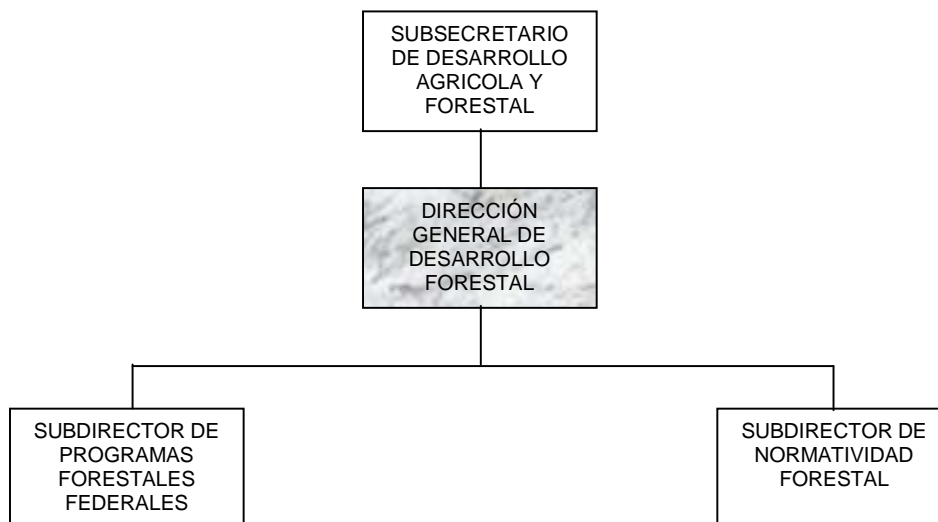 SUBSECRETARIO
DE DESARROLLO
AGRICOLA Y
FORESTAL
DIRECCIÓN
GENERAL DE
DESARROLLO
FORESTAL
SUBDIRECTOR DE
PROGRAMAS
FORESTALES
FEDERALES
SUBDIRECTOR DE
NORMATIVIDAD
FORESTAL